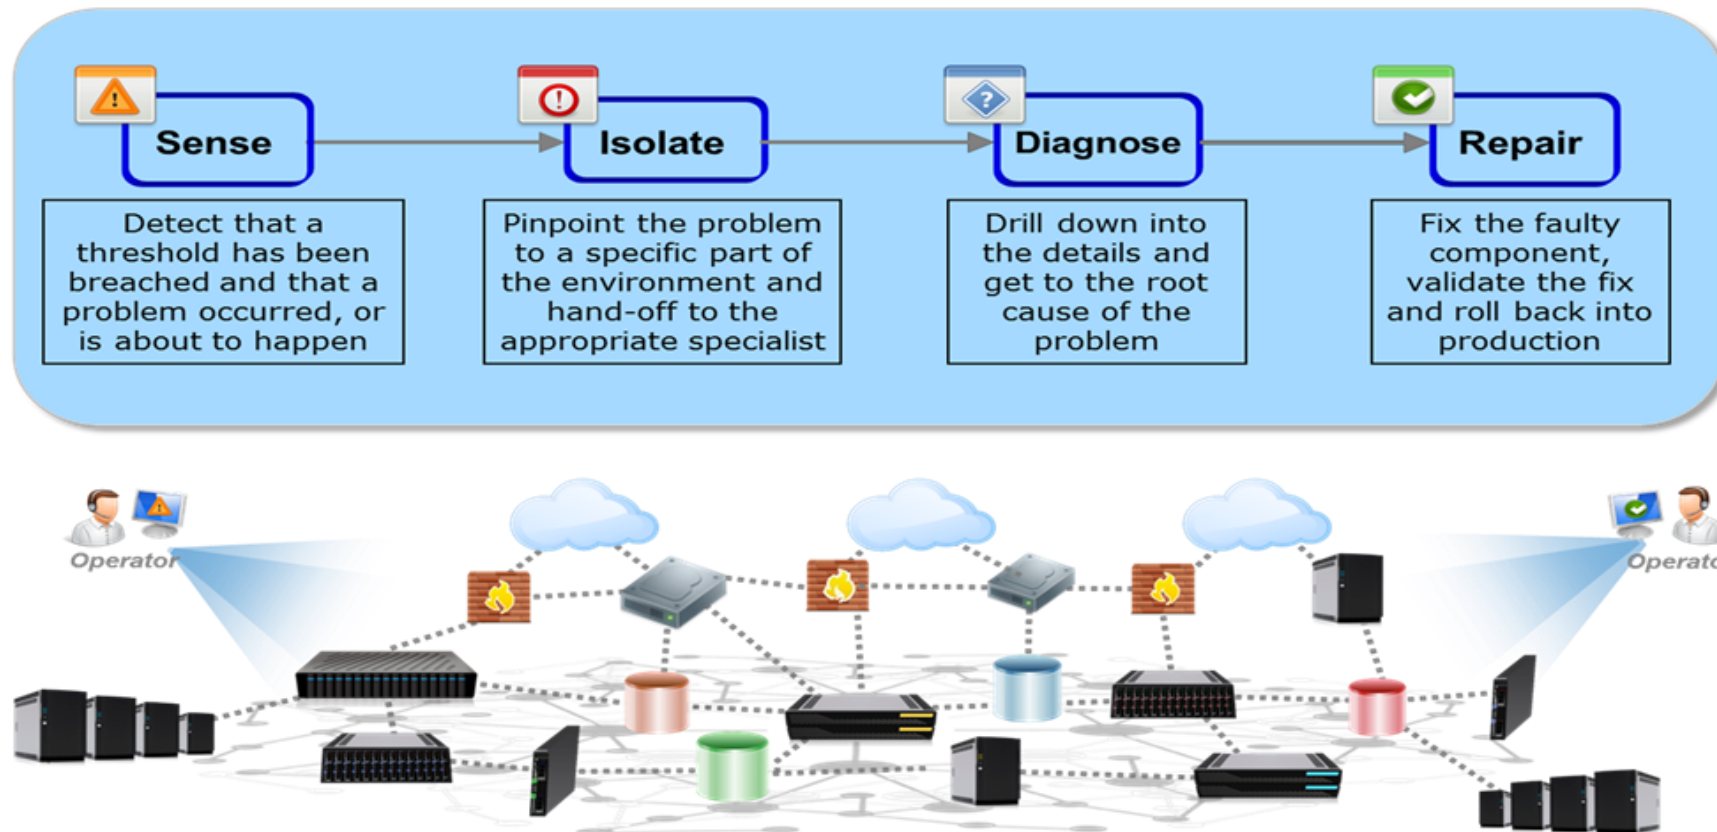 Sense
Isolate
Diagnose
Repair
Detect that a
threshold has been
breached and that a
problem occurred, or
is about to happen
Pinpoint the problem
to a specific part of
the environment and
hand-off to the
appropriate specialist
Drill down into
the details and
get to the root
cause of the
problem
Fix the faulty
component,
validate the fix
and roll back into
production
Operator
Operato